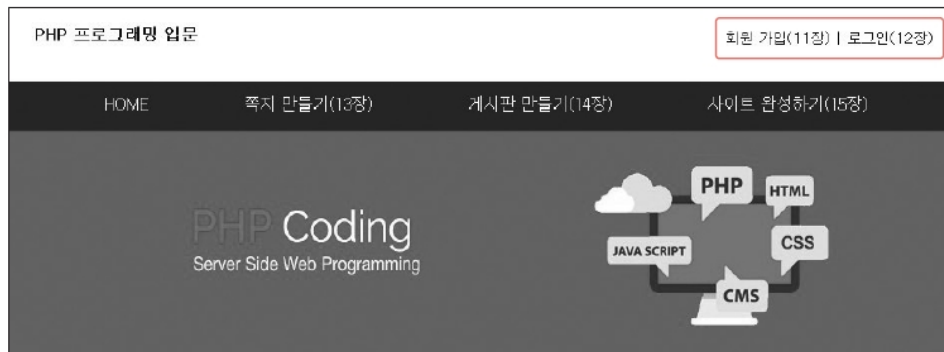 PHP 프로그래밍 입문
회원 가입(11장) | 로그인(12장)
HOME 쪽지 만들기(13장) 게시판 만들기(14장) 사이트 완성하기(15장)
PHP Coding
Server Side Web Programming
PHP
HTML
JAVA SCRIPT
CSS
CMS